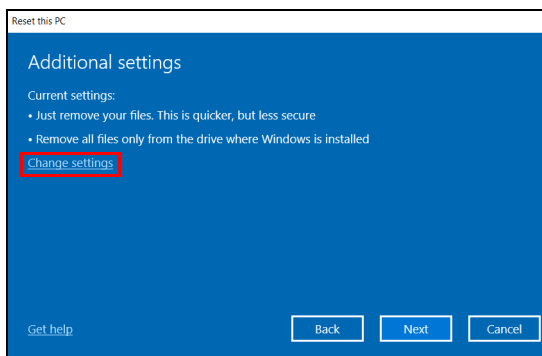 Reset this PC
Additional settings
Current settings:
• Just remove your files. This is quicker, but less secure
• Remove all files only from the drive where Windows is installed
Change settings
Get help
Back
Next
Cancel